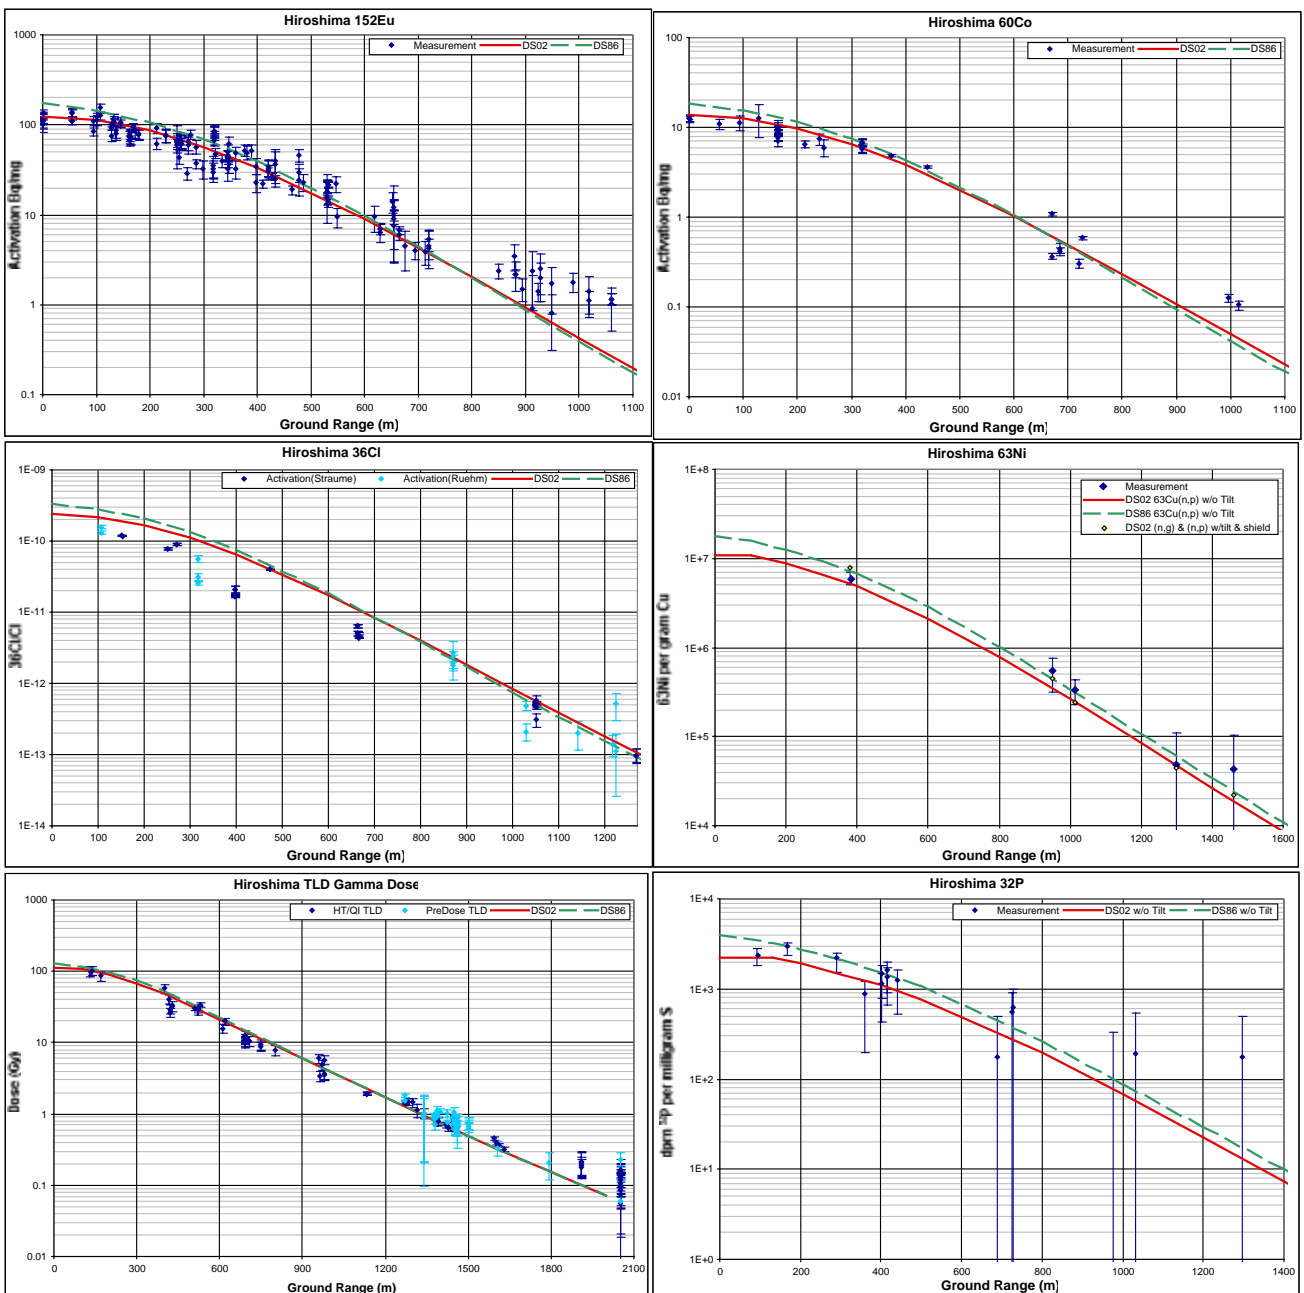 Hiroshima 152Eu
Measurement DS02 DS86
1000
100
10
1
0.1
Activation Bq/mg
0 100 200 300 400 500 600 700 800 900 1000 1100
Ground Range (m)
Hiroshima 60Co
Measurement DS02 DS86
100
10
1
0.1
0.01
Activation Bq/mg
0 100 200 300 400 500 600 700 800 900 1000 1100
Ground Range (m)
Hiroshima 36Cl
Activation(Straume) Activation(Ruehm) DS02 DS86
1E-09
1E-10
1E-11
1E-12
1E-13
1E-14
36Cl/Cl
0 100 200 300 400 500 600 700 800 900 1000 1100 1200
Ground Range (m)
Hiroshima 63Ni
Measurement
DS02 63Cu(n,p) w/o Tilt
DS86 63Cu(n,p) w/o Tilt
DS02 (n,g) & (n,p) w/tilt & shield
1E+8
1E+7
1E+6
1E+5
1E+4
63Ni per gram Cu
0 200 400 600 800 1000 1200 1400 1600
Ground Range (m)
Hiroshima TLD Gamma Dose
HT/QI TLD PreDose TLD DS02 DS86
1000
100
10
1
0.1
0.01
Dose (Gy)
0 300 600 900 1200 1500 1800 2100
Ground Range (m)
Hiroshima 32P
Measurement DS02 w/o Tilt DS86 w/o Tilt
1E+4
1E+3
1E+2
1E+1
1E+0
dpm ³²P per milligram S
0 200 400 600 800 1000 1200 1400
Ground Range (m)